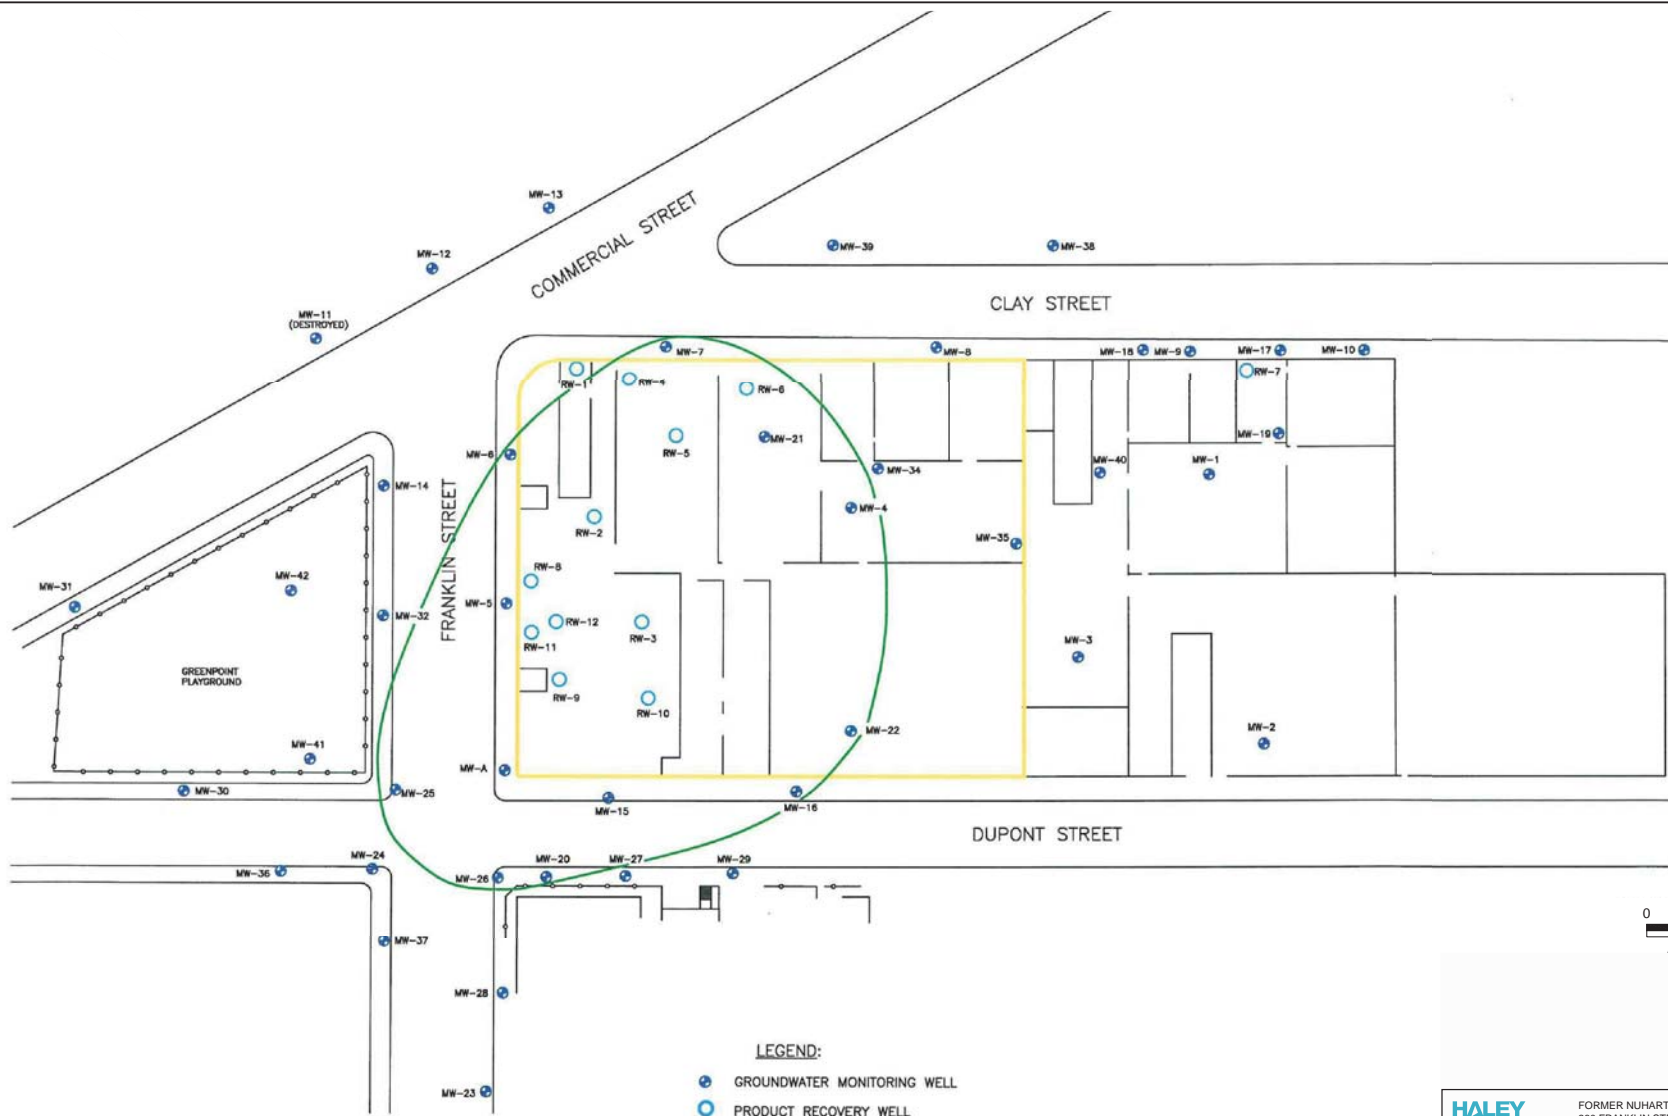 MW-13
COMMERCIAL STREET
MW-12
MW-39
MW-38
MW-11
(DESTROYED)
CLAY STREET
MW-7
MW-8
MW-18
MW-9
MW-17
MW-10
RW-1
RW-4
RW-6
RW-7
MW-6
RW-5
MW-21
MW-19
MW-34
MW-40
MW-1
MW-14
FRANKLIN STREET
RW-2
MW-4
MW-35
MW-31
MW-42
RW-8
MW-5
MW-32
RW-12
RW-3
RW-11
MW-3
GREENPOINT
PLAYGROUND
RW-9
RW-10
MW-22
MW-2
MW-41
MW-A
MW-30
MW-25
MW-15
MW-16
DUPONT STREET
MW-24
MW-36
MW-20
MW-27
MW-29
MW-26
0
MW-37
MW-28
LEGEND:
GROUNDWATER MONITORING WELL
MW-23
PRODUCT RECOVERY WELL
HALEY
FORMER NUHART